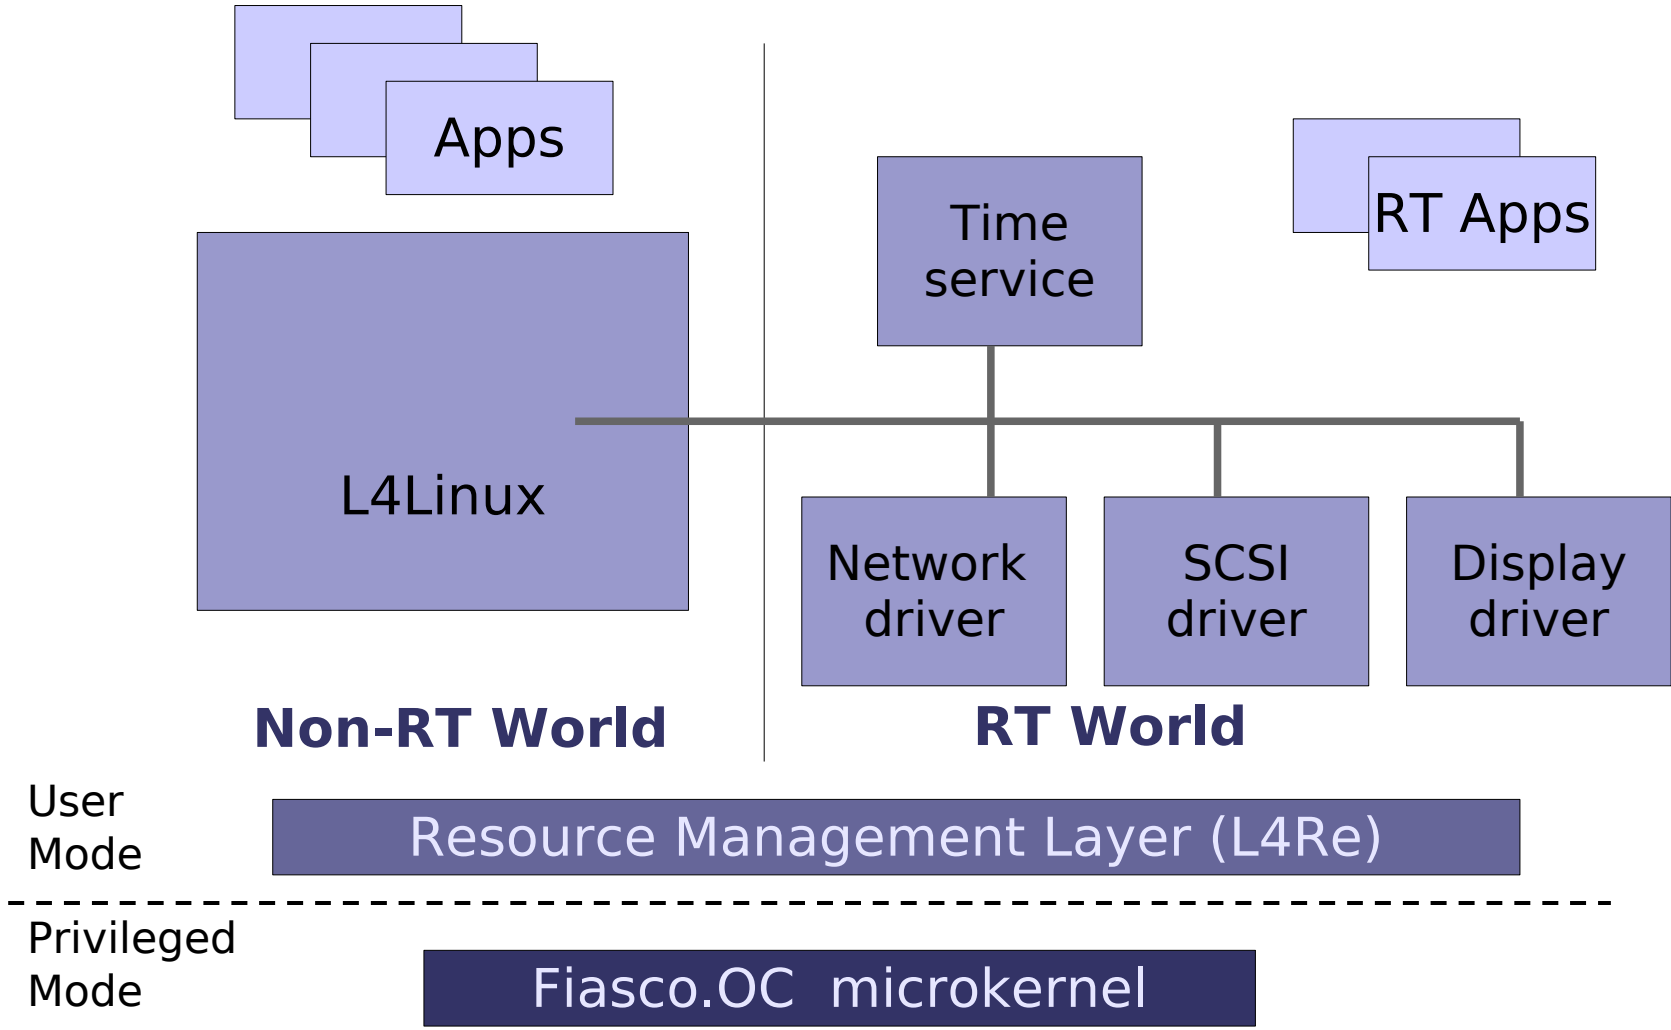 Apps
RT Apps
Time
service
L4Linux
Network
driver
SCSI
driver
Display
driver
Non-RT World
RT World
User
Mode
Resource Management Layer (L4Re)
Privileged
Mode
Fiasco.OC  microkernel